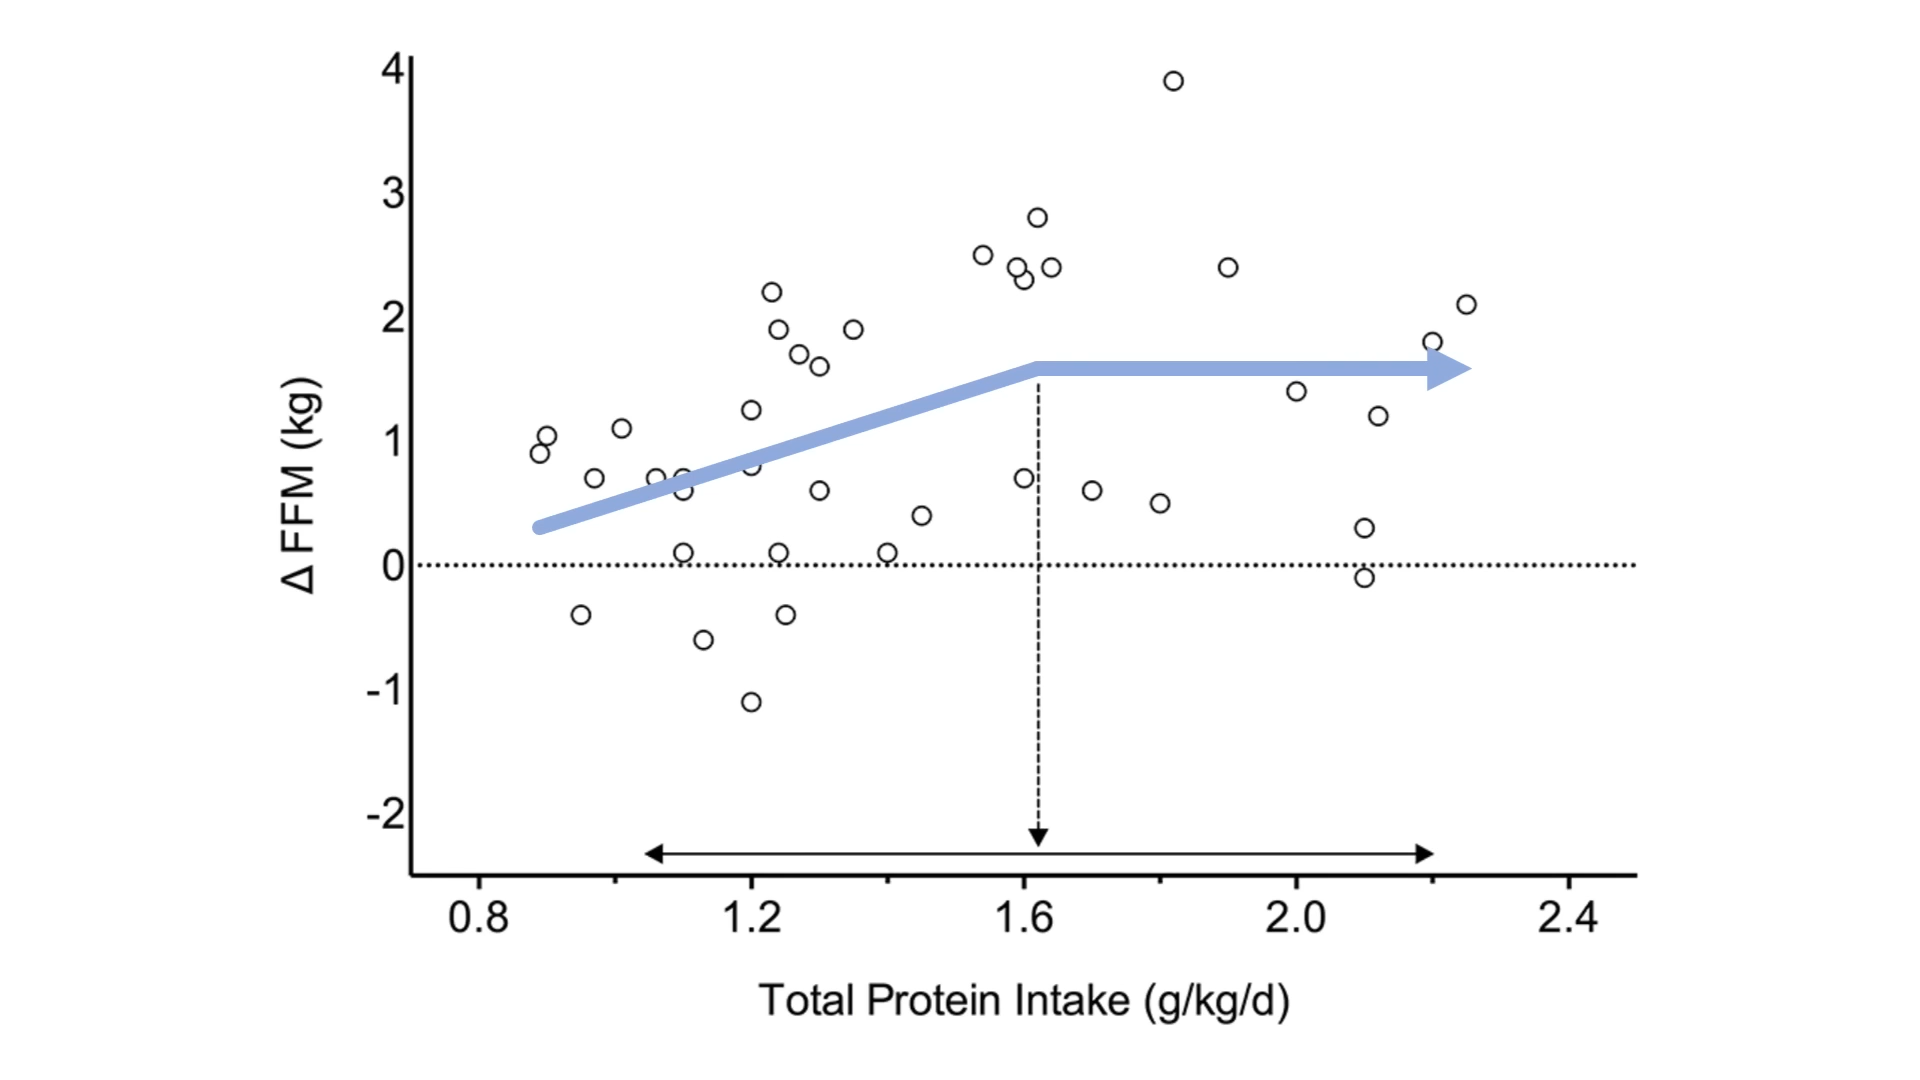 4
3
2
1
0
-1
-2
Δ FFM (kg)
0.8 1.2 1.6 2.0 2.4
Total Protein Intake (g/kg/d)